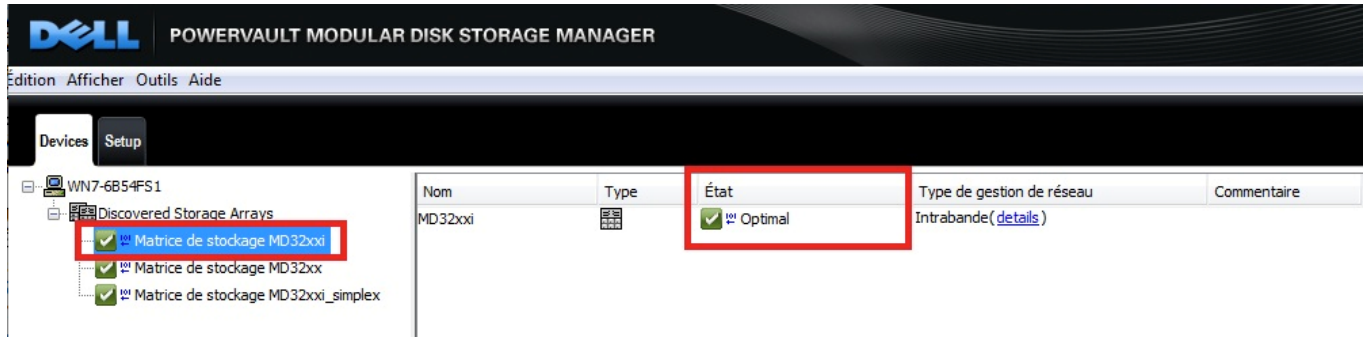 DELL POWERVAULT MODULAR DISK STORAGE MANAGER
Édition Afficher Outils Aide
Devices Setup
WN7-6B54FS1
Discovered Storage Arrays
Matrice de stockage MD32xxi
Matrice de stockage MD32xx
Matrice de stockage MD32xxi_simplex
Nom Type État Type de gestion de réseau Commentaire
MD32xxi Optimal Intrabande(details)